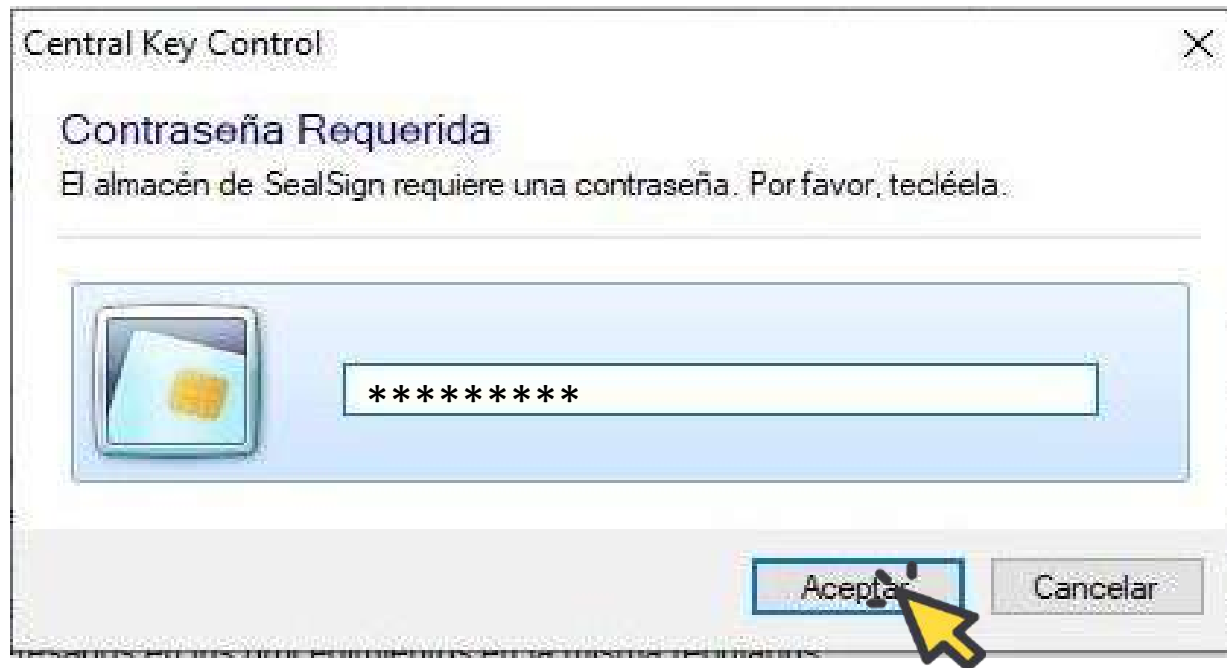 Central Key Control
Contraseña Requerida
El almacén de SealSign requiere una contraseña. Por favor, tecléela.
*********
Aceptar
Cancelar